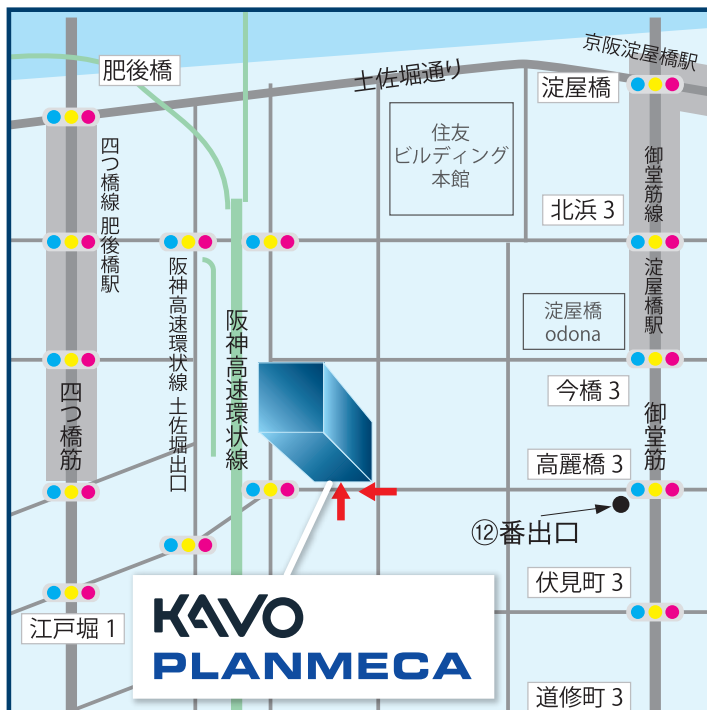 京阪淀屋橋駅
肥後橋
土佐堀通り
淀屋橋
住友
ビルディング
本館
四つ橋線 肥後橋駅
御堂筋線
北浜 3
阪神高速環状線 土佐堀出口
淀屋橋駅
淀屋橋
odona
阪神高速環状線
今橋 3
四つ橋筋
御堂筋
高麗橋 3
⑫番出口
伏見町 3
KAVO
PLANMECA
江戸堀 1
道修町 3